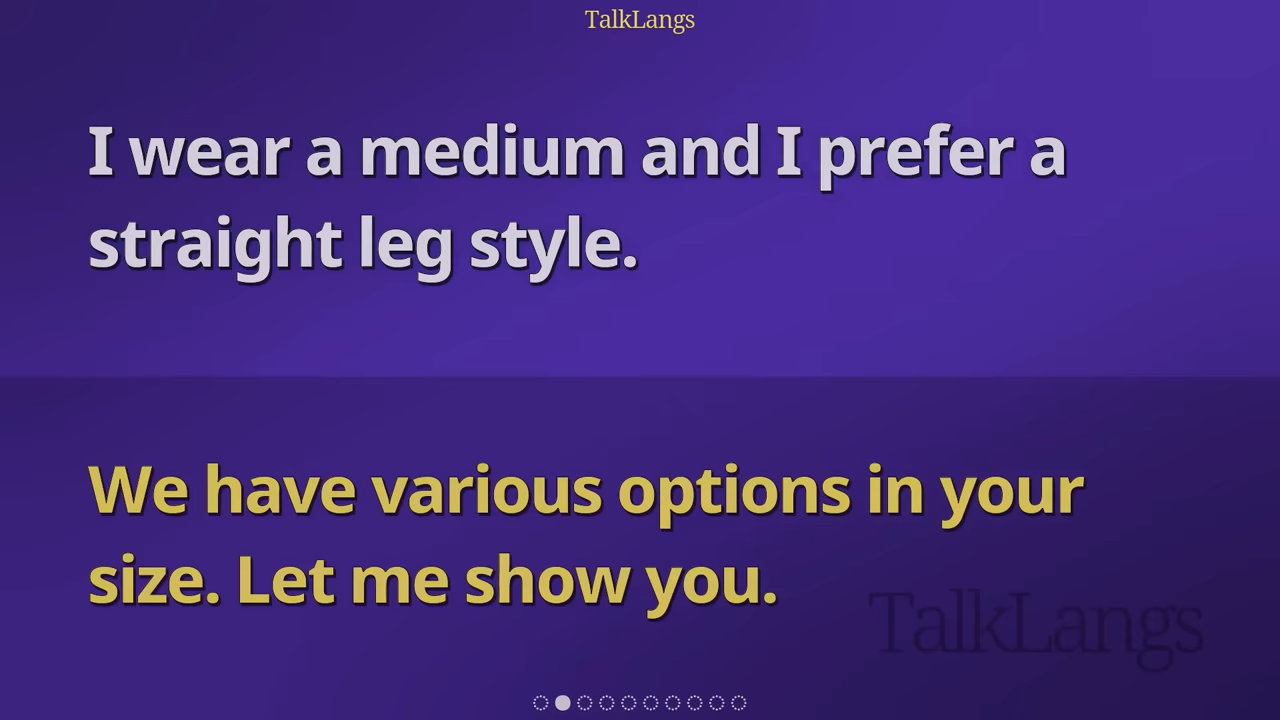 TalkLangs
I wear a medium and I prefer a
straight leg style.
We have various options in your
size. Let me show you.
TalkLangs